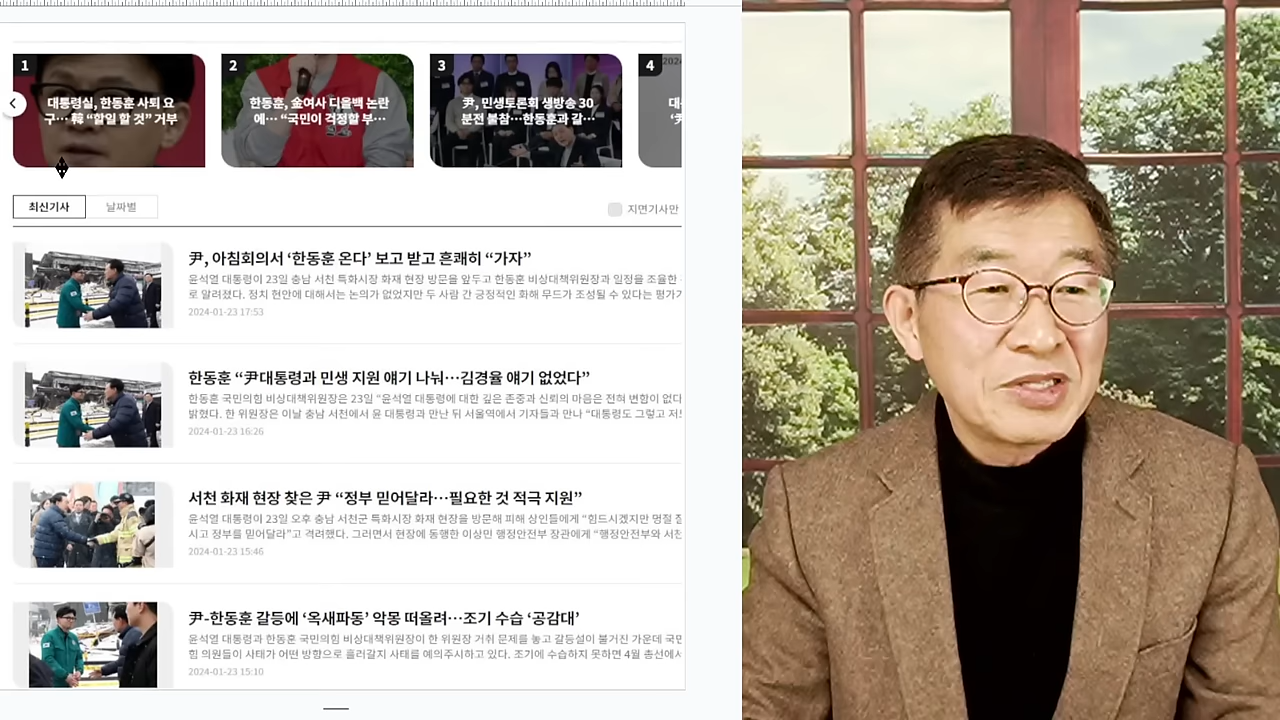 1
대통령실, 한동훈 사퇴 요
구… 韓 “할일 할 것” 거부
2
한동훈, 金여사 디올백 논란
에… “국민이 걱정할 부…
3
尹, 민생토론회 생방송 30
분전 불참…한동훈과 갈…
4
2024
대
‘尹
최신기사
날짜별
지면기사만
尹, 아침회의서 ‘한동훈 온다’ 보고 받고 흔쾌히 “가자”
윤석열 대통령이 23일 충남 서천 특화시장 화재 현장 방문을 앞두고 한동훈 비상대책위원장과 일정을 조율한
로 알려졌다. 정치 현안에 대해서는 논의가 없었지만 두 사람 간 긍정적인 화해 무드가 조성될 수 있다는 평가가
2024-01-23 17:53
한동훈 “尹대통령과 민생 지원 얘기 나눠…김경율 얘기 없었다”
한동훈 국민의힘 비상대책위원장은 23일 “윤석열 대통령에 대한 깊은 존중과 신뢰의 마음은 전혀 변함이 없다
밝혔다. 한 위원장은 이날 충남 서천에서 윤 대통령과 만난 뒤 서울역에서 기자들과 만나 “대통령도 그렇고 저
2024-01-23 16:26
서천 화재 현장 찾은 尹 “정부 믿어달라…필요한 것 적극 지원”
윤석열 대통령이 23일 오후 충남 서천군 특화시장 화재 현장을 방문해 피해 상인들에게 “힘드시겠지만 명절 잘
시고 정부를 믿어달라”고 격려했다. 그러면서 현장에 동행한 이상민 행정안전부 장관에게 “행정안전부와 서천
2024-01-23 15:46
尹-한동훈 갈등에 ‘옥새파동’ 악몽 떠올려…조기 수습 ‘공감대’
윤석열 대통령과 한동훈 국민의힘 비상대책위원장이 한 위원장 거취 문제를 놓고 갈등설이 불거진 가운데 국민
힘 의원들이 사태가 어떤 방향으로 흘러갈지 사태를 예의주시하고 있다. 조기에 수습하지 못하면 4월 총선에서
2024-01-23 15:10